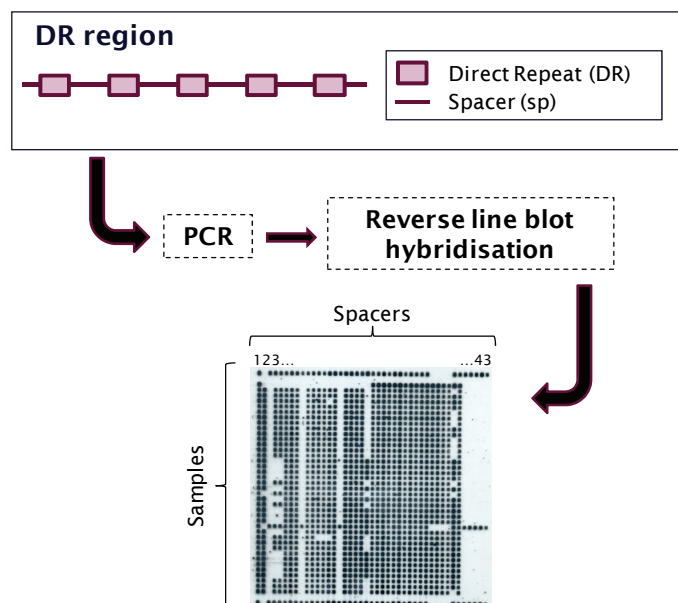 DR region
Direct Repeat (DR)
Spacer (sp)
PCR
Reverse line blot
hybridisation
Spacers
123...
...43
Samples